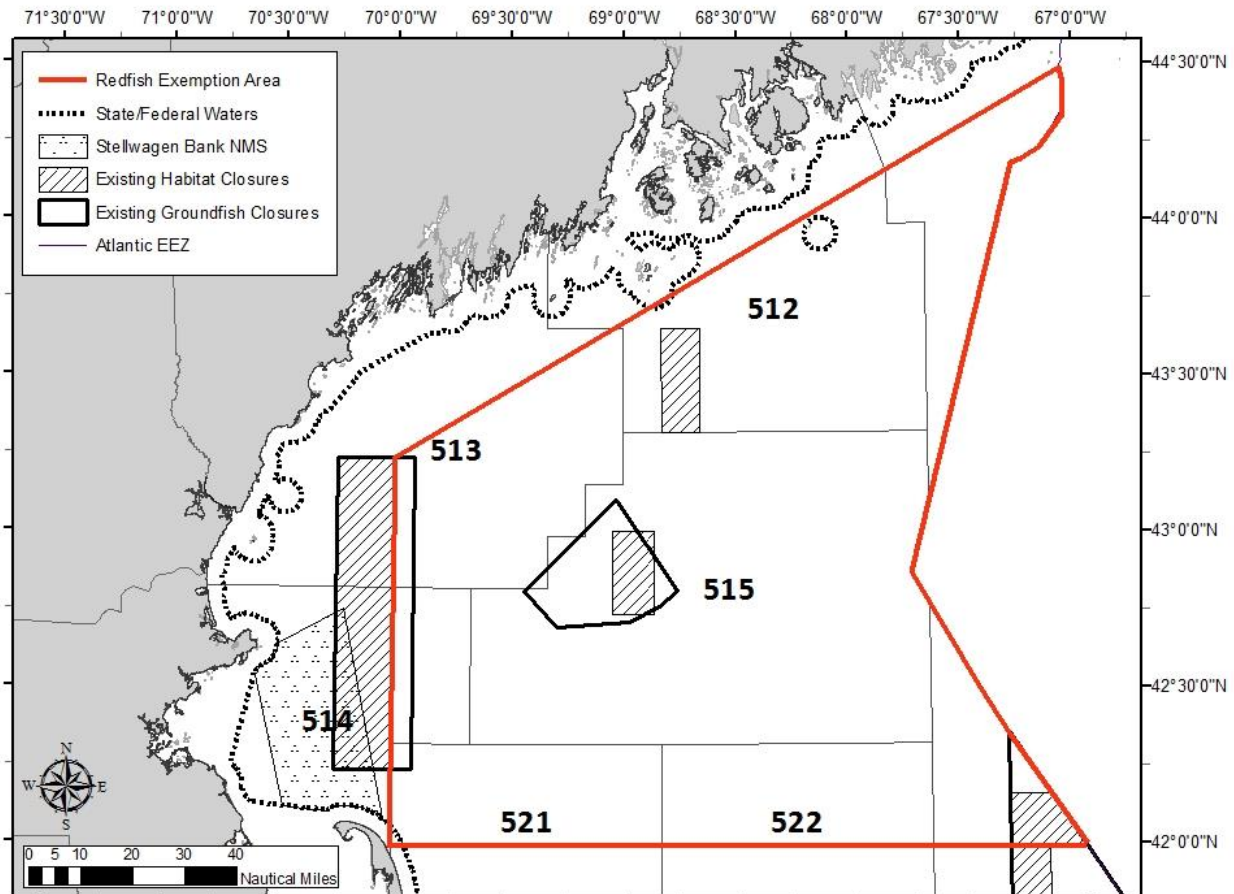 71°30'0"W 71°0'0"W 70°30'0"W 70°0'0"W 69°30'0"W 69°0'0"W 68°30'0"W 68°0'0"W 67°30'0"W 67°0'0"W
Redfish Exemption Area
State/Federal Waters
Stellwagen Bank NMS
Existing Habitat Closures
Existing Groundfish Closures
Atlantic EEZ
44°30'0"N
44°0'0"N
512
43°30'0"N
513
43°0'0"N
515
42°30'0"N
514
N
W E
S
521 522
42°0'0"N
0 5 10 20 30 40
Nautical Miles